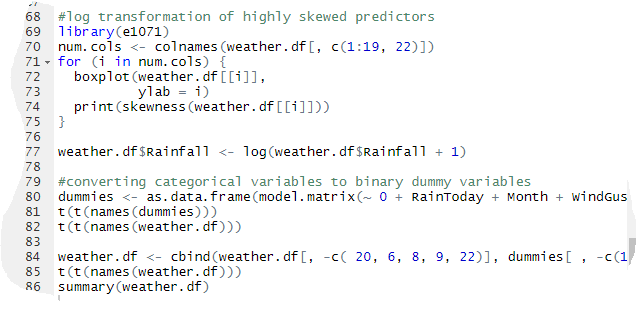 68 #log transformation of highly skewed predictors
69 library(e1071)
70 num.cols <- colnames(weather.df[, c(1:19, 22)])
71 for (i in num.cols) {
72 boxplot(weather.df[[i]],
73 ylab = i)
74 print(skewness(weather.df[[i]]))
75 }
76
77 weather.df$Rainfall <- log(weather.df$Rainfall + 1)
78
79 #converting categorical variables to binary dummy variables
80 dummies <- as.data.frame(model.matrix(~ 0 + RainToday + Month + WindGus
81 t(t(names(dummies)))
82 t(t(names(weather.df)))
83
84 weather.df <- cbind(weather.df[, -c( 20, 6, 8, 9, 22)], dummies[ , -c(1
85 t(t(names(weather.df)))
86 summary(weather.df)